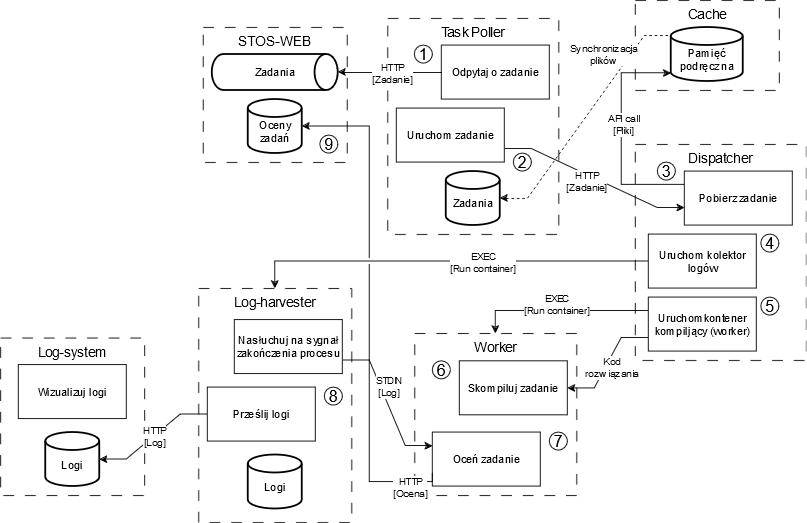 STOS-WEB
Zadania
Oceny
zadań
9
Task Poller
1
Odpytaj o zadanie
HTTP
[Zadanie]
Uruchom zadanie
2
Zadania
HTTP
[Zadanie]
Synchronizacja
plików
Cache
Pamięć
podręczna
API call
[Pliki]
Dispatcher
3
Pobierz zadanie
4
Uruchom kolektor
logów
5
Uruchom kontener
kompiljący (worker)
EXEC
[Run container]
EXEC
[Run container]
Kod
rozwiązania
Log-harvester
Nasłuchuj na sygnał
zakończenia procesu
8
Prześlij logi
Logi
STDIN
[Log]
Worker
6
Skompiluj zadanie
7
Oceń zadanie
HTTP
[Ocena]
Log-system
Wizualizuj logi
Logi
HTTP
[Log]